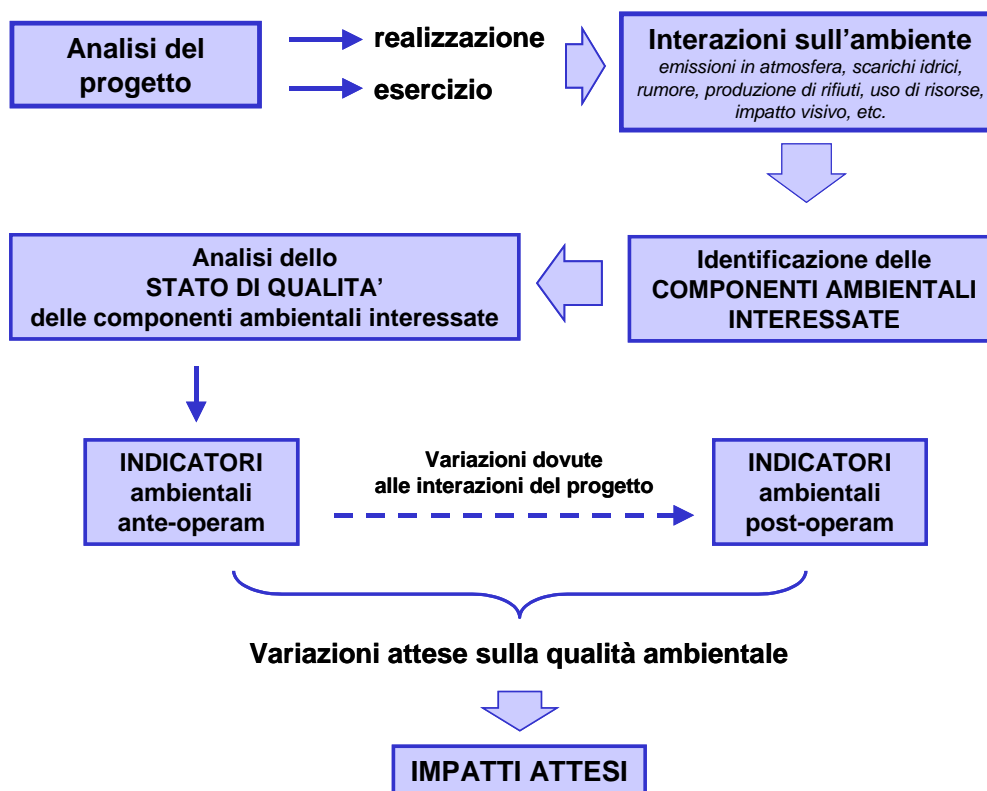 Analisi del
progetto
realizzazione
esercizio
Interazioni sull'ambiente
emissioni in atmosfera, scarichi idrici,
rumore, produzione di rifiuti, uso di risorse,
impatto visivo, etc.
Analisi dello
STATO DI QUALITA'
delle componenti ambientali interessate
Identificazione delle
COMPONENTI AMBIENTALI
INTERESSATE
INDICATORI
ambientali
ante-operam
Variazioni dovute
alle interazioni del progetto
INDICATORI
ambientali
post-operam
Variazioni attese sulla qualità ambientale
IMPATTI ATTESI